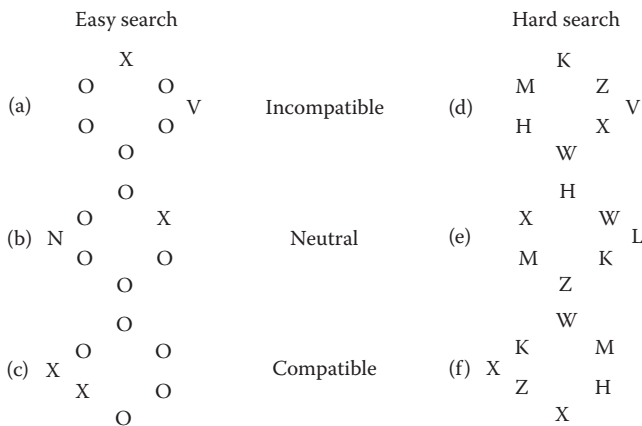 Easy search Hard search
X K
O O M Z
(a) V Incompatible (d) V
O O H X
O W
O H
O X X W
(b) N Neutral (e) L
O O M K
O Z
O W
O O K M
(c) X Compatible (f) X
X O Z H
O X